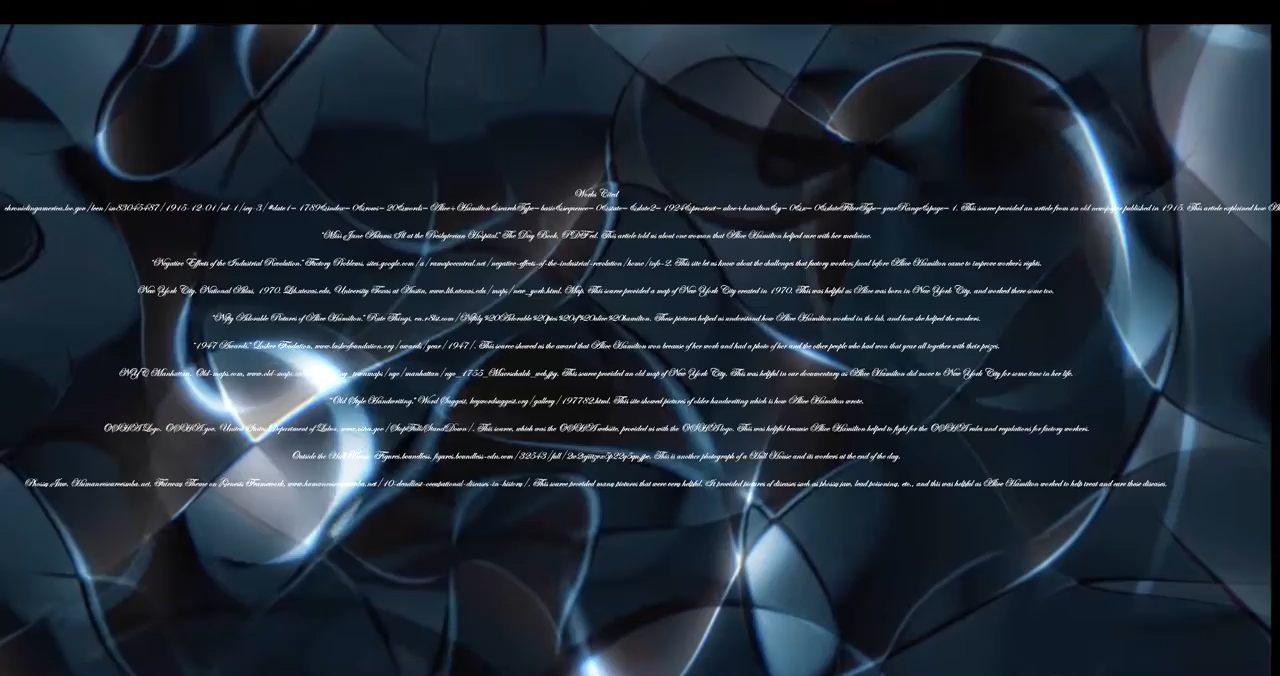 Works Cited
chroniclingamerica.loc.gov/lccn/sn83045487/1915-12-01/ed-1/seq-3/#date1=1789&index=0&rows=20&words=Alice+Hamilton&searchType=basic&sequence=0&state=&date2=1924&proxtext=alice+hamilton&y=0&x=0&dateFilterType=yearRange&page=1. This source provided an article from an old newspaper published in 1915. This article explained how
"Miss Jane Adams Ill at the Presbyterian Hospital." The Day Book, PDF ed. This article told us about one woman that Alice Hamilton helped care with her medicine.
"Negative Effects of the Industrial Revolution." Factory Problems, sites.google.com/a/ramapocentral.net/negative-effects-of-the-industrial-revolution/home/info-2. This site let us know about the challenges that factory workers faced before Alice Hamilton came to improve worker's rights.
New York City. National Atlas, 1970. Lib.utexas.edu, University Texas at Austin, www.lib.utexas.edu/maps/new_york.html. Map. This source provided a map of New York City created in 1970. This was helpful as Alice was born in New York City, and worked there some too.
"Nifty Adorable Pictures of Alice Hamilton." Rate Things, These pictures helped us understand how Alice Hamilton worked in the lab, and how she helped the workers.
"1947 Awards." Lasker Foundation, www.laskerfoundation.org/awards/year/1947/. This source showed us the award that Alice Hamilton won because of her work and had a photo of her and the other people who had won that year all together with their prizes.
NYC Manhattan. Old-maps.com, This source provided an old map of New York City. This was helpful in our documentary as Alice Hamilton did move to New York City for some time in her life.
"Old Style Handwriting." Word Suggest, keywordsuggest.org/gallery/197782.html. This site showed pictures of older handwriting which is how Alice Hamilton wrote.
OSHA Logo. OSHA.gov, United States Department of Labor, www.osha.gov/StopFallsStandDown/. This source, which was the OSHA website, provided us with the OSHA logo. This was helpful because Alice Hamilton helped to fight for the OSHA rules and regulations for factory workers.
Outside the Hull House. Figures.boundless, This is another photograph of a Hull House and its workers at the end of the day.
Phossy Jaw. Humanresourcesmba.net, Fairway Theme on Genesis Framework, www.humanresourcesmba.net/10-deadliest-occupational-diseases-in-history/. This source provided many pictures that were very helpful. It provided pictures of diseases such as phossy jaw, lead poisoning, etc., and this was helpful as Alice Hamilton worked to help treat and cure these diseases.